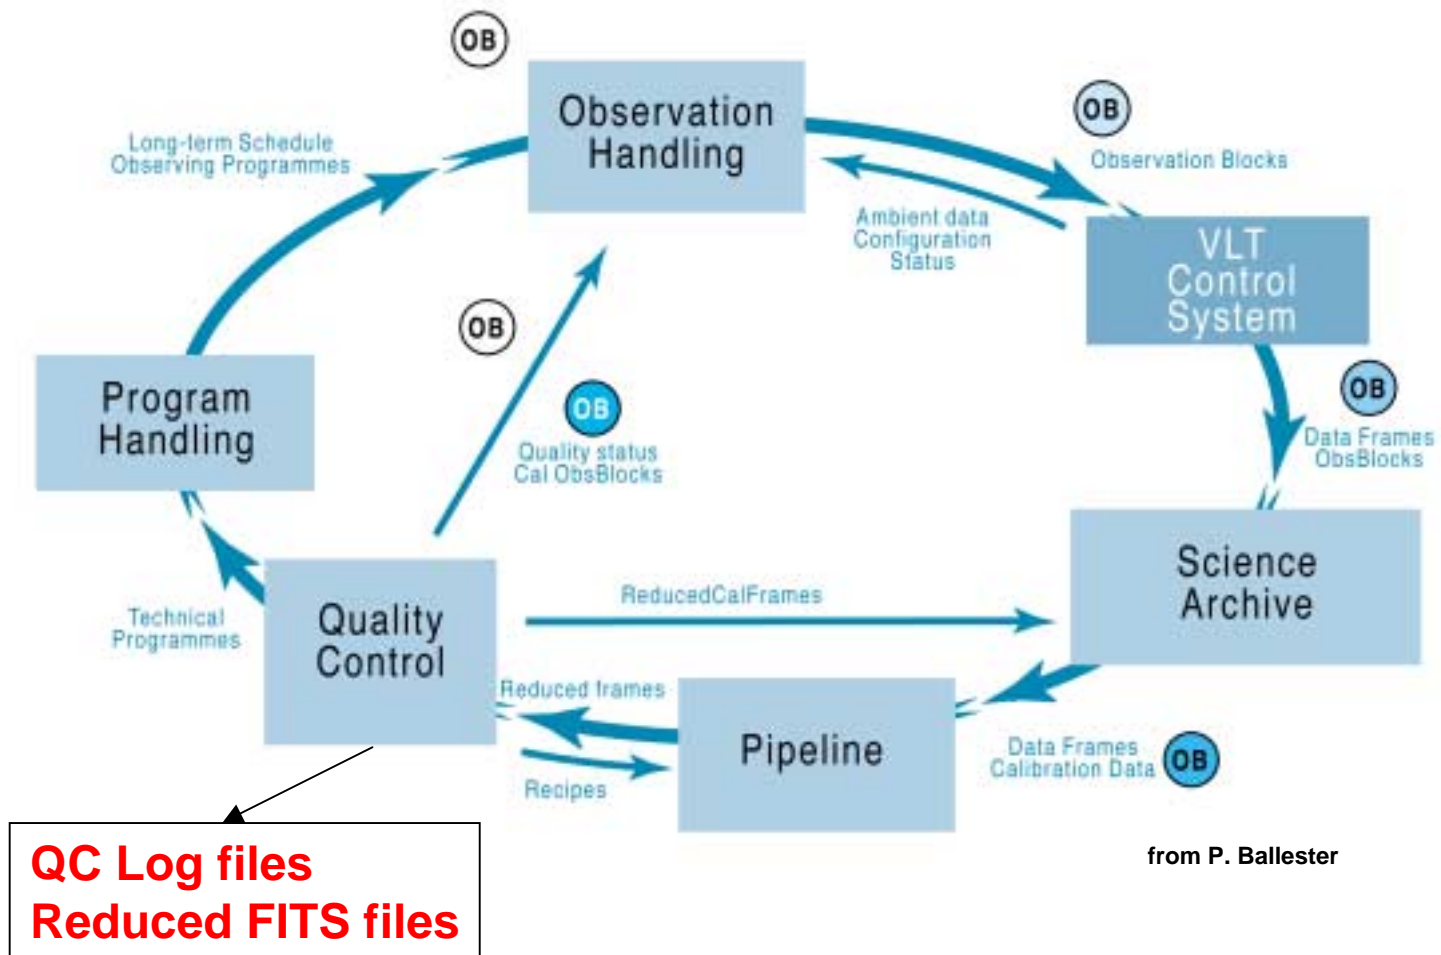 OB
Observation
Handling
Long-term Schedule
Observing Programmes
OB
Observation Blocks
Ambient data
Configuration
Status
VLT
Control
System
OB
Program
Handling
OB
OB
Quality status
Cal ObsBlocks
Data Frames
ObsBlocks
Science
Archive
ReducedCalFrames
Technical
Programmes
Quality
Control
Reduced frames
Pipeline
Recipes
Data Frames
Calibration Data
OB
from P. Ballester
QC Log files
Reduced FITS files